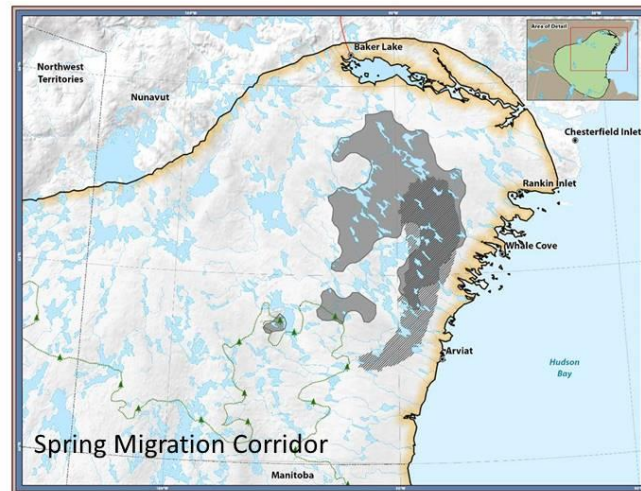 Area of Detail
Baker Lake
Northwest
Territories
Nunavut
Chesterfield Inlet
Rankin Inlet
Whale Cove
Arviat
Hudson
Bay
Spring Migration Corridor
Manitoba